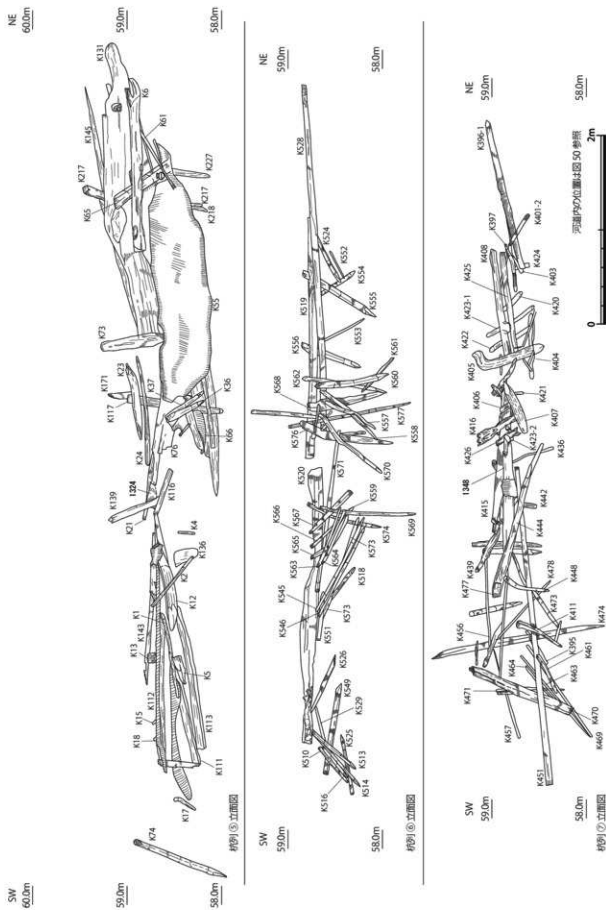 SW
NE
60.0m
60.0m
59.0m
59.0m
58.0m
58.0m
K74
K17
K18
K15
K112
K13
K143
K1
K2
K21
K139
K24
K117
K171
K23
K37
K73
K65
K217
K145
K131
K6
K61
K227
K217
K218
K55
K36
K66
K76
K116
1324
K4
K136
K12
K5
K113
K111
杭列⑤立面図
SW
NE
59.0m
59.0m
58.0m
58.0m
K510
K516
K514
K513
K525
K529
K549
K526
K551
K546
K545
K573
K518
K563
K565
K566
K567
K564
K520
K559
K573
K574
K569
K571
K576
K568
K562
K556
K519
K528
K524
K552
K554
K555
K553
K561
K560
K557
K577
K558
K570
杭列⑥立面図
SW
NE
59.0m
59.0m
58.0m
58.0m
K451
K457
K471
K464
K456
K477
K439
K415
1348
K426
K416
K406
K405
K422
K423-1
K425
K408
K397
K396-1
K401-2
K424
K403
K420
K404
K421
K407
K423-2
K436
K442
K444
K478
K448
K473
K411
K474
K395
K461
K463
K470
K469
杭列⑦立面図
0
2m
河道内の位置は図 50 参照